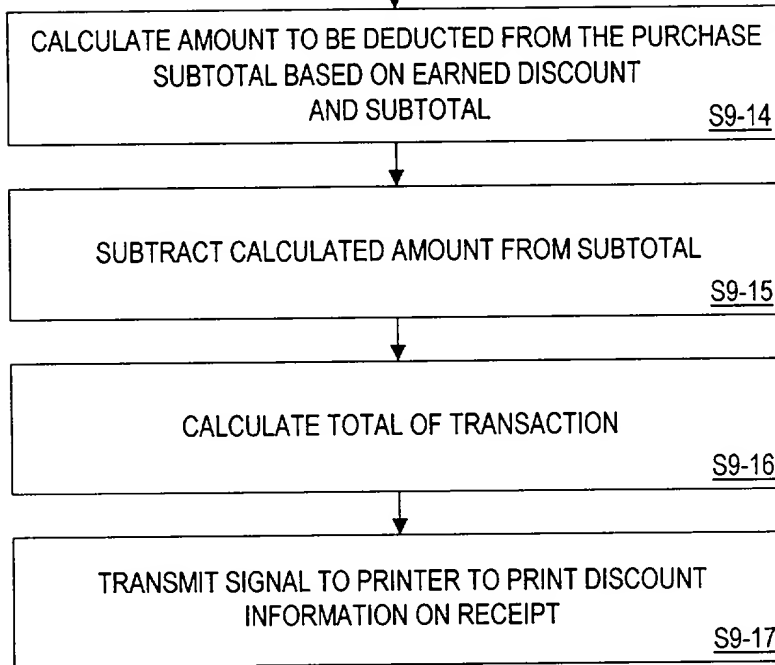 CALCULATE AMOUNT TO BE DEDUCTED FROM THE PURCHASE
SUBTOTAL BASED ON EARNED DISCOUNT
AND SUBTOTAL
S9-14
SUBTRACT CALCULATED AMOUNT FROM SUBTOTAL
S9-15
CALCULATE TOTAL OF TRANSACTION
S9-16
TRANSMIT SIGNAL TO PRINTER TO PRINT DISCOUNT
INFORMATION ON RECEIPT
S9-17